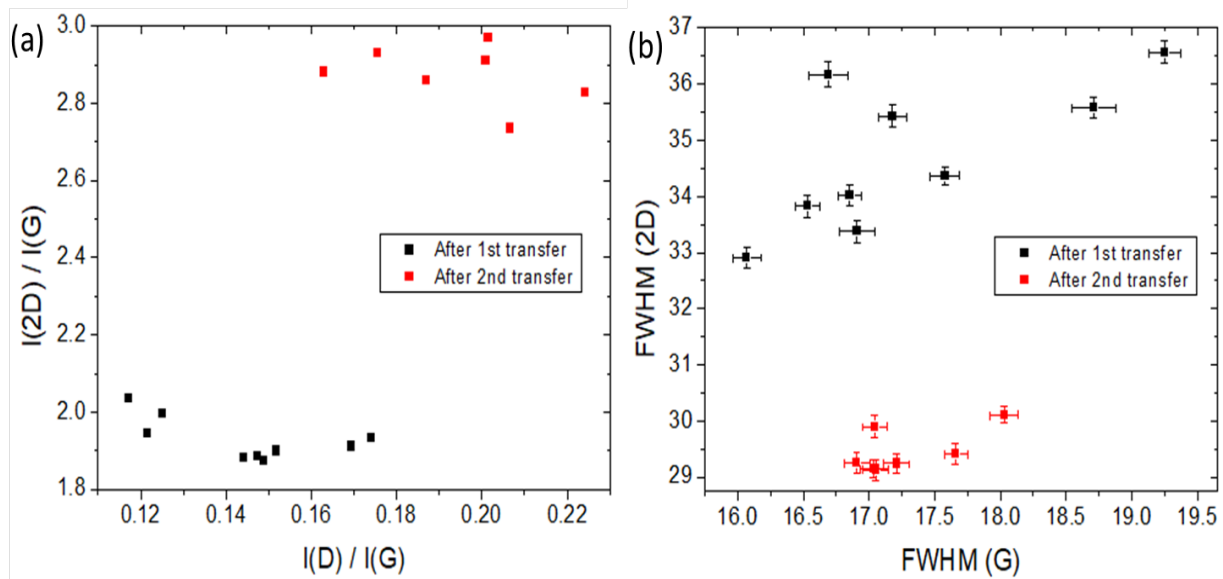 (a)
3.0
2.8
2.6
2.4
2.2
2.0
1.8
I(2D) / I(G)
After 1st transfer
After 2nd transfer
0.12 0.14 0.16 0.18 0.20 0.22
I(D) / I(G)
(b)
37
36
35
34
33
32
31
30
29
FWHM (2D)
After 1st transfer
After 2nd transfer
16.0 16.5 17.0 17.5 18.0 18.5 19.0 19.5
FWHM (G)